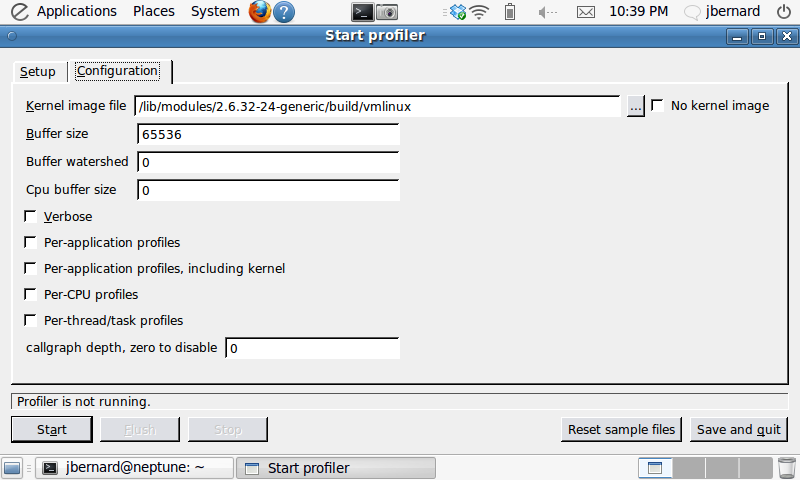 Applications Places System 10:39 PM jbernard
Start profiler
Setup Configuration
Kernel image file /lib/modules/2.6.32-24-generic/build/vmlinux ... No kernel image
Buffer size 65536
Buffer watershed 0
Cpu buffer size 0
Verbose
Per-application profiles
Per-application profiles, including kernel
Per-CPU profiles
Per-thread/task profiles
callgraph depth, zero to disable 0
Profiler is not running.
Start Flush Stop Reset sample files Save and quit
jbernard@neptune: ~ Start profiler